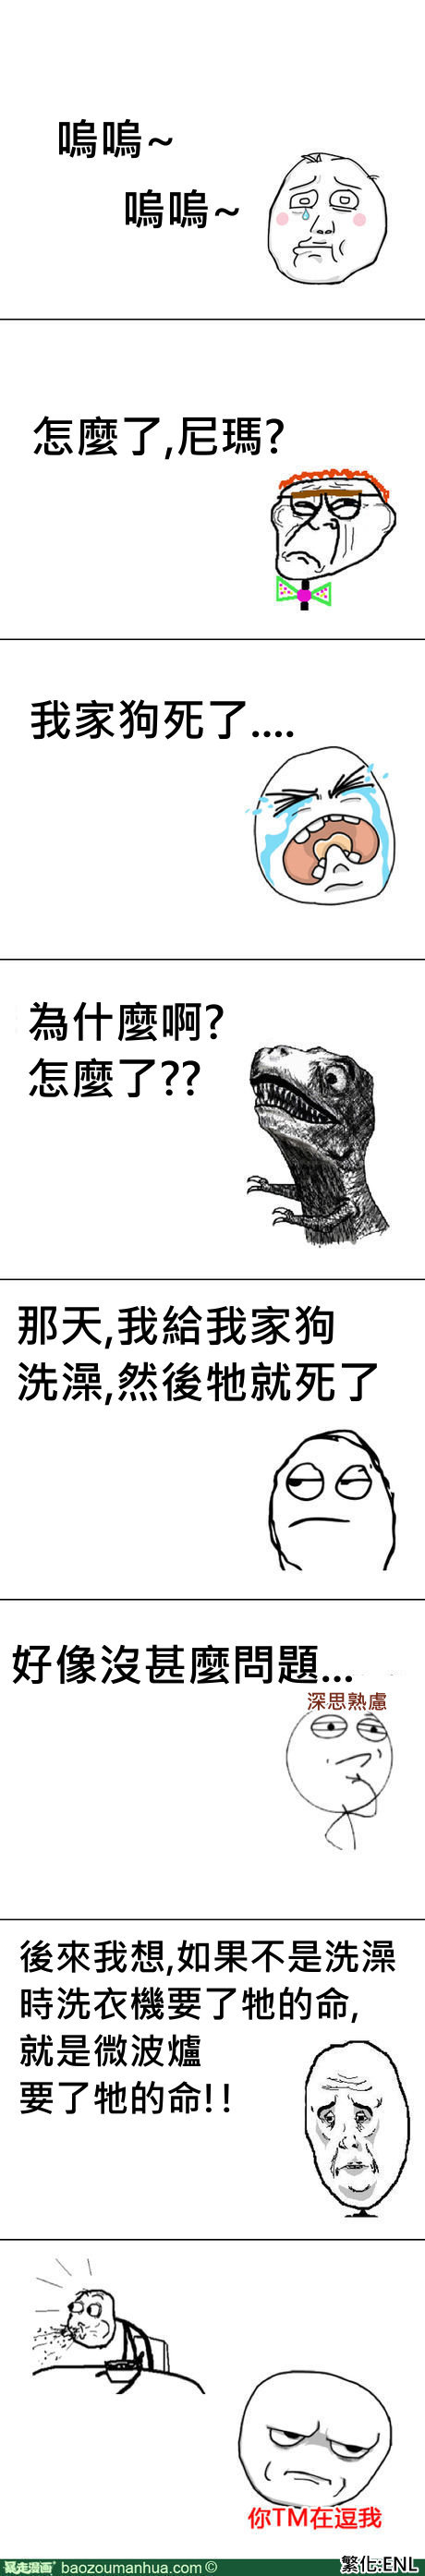 嗚嗚~
嗚嗚~
怎麼了,尼瑪?
我家狗死了....
為什麼啊?
怎麼了??
那天,我給我家狗
洗澡,然後牠就死了
好像沒甚麼問題...
深思熟慮
後來我想,如果不是洗澡
時洗衣機要了牠的命,
就是微波爐
要了牠的命!!
你TM在逗我
暴走漫画 baozoumanhua.com©
繁化:ENL